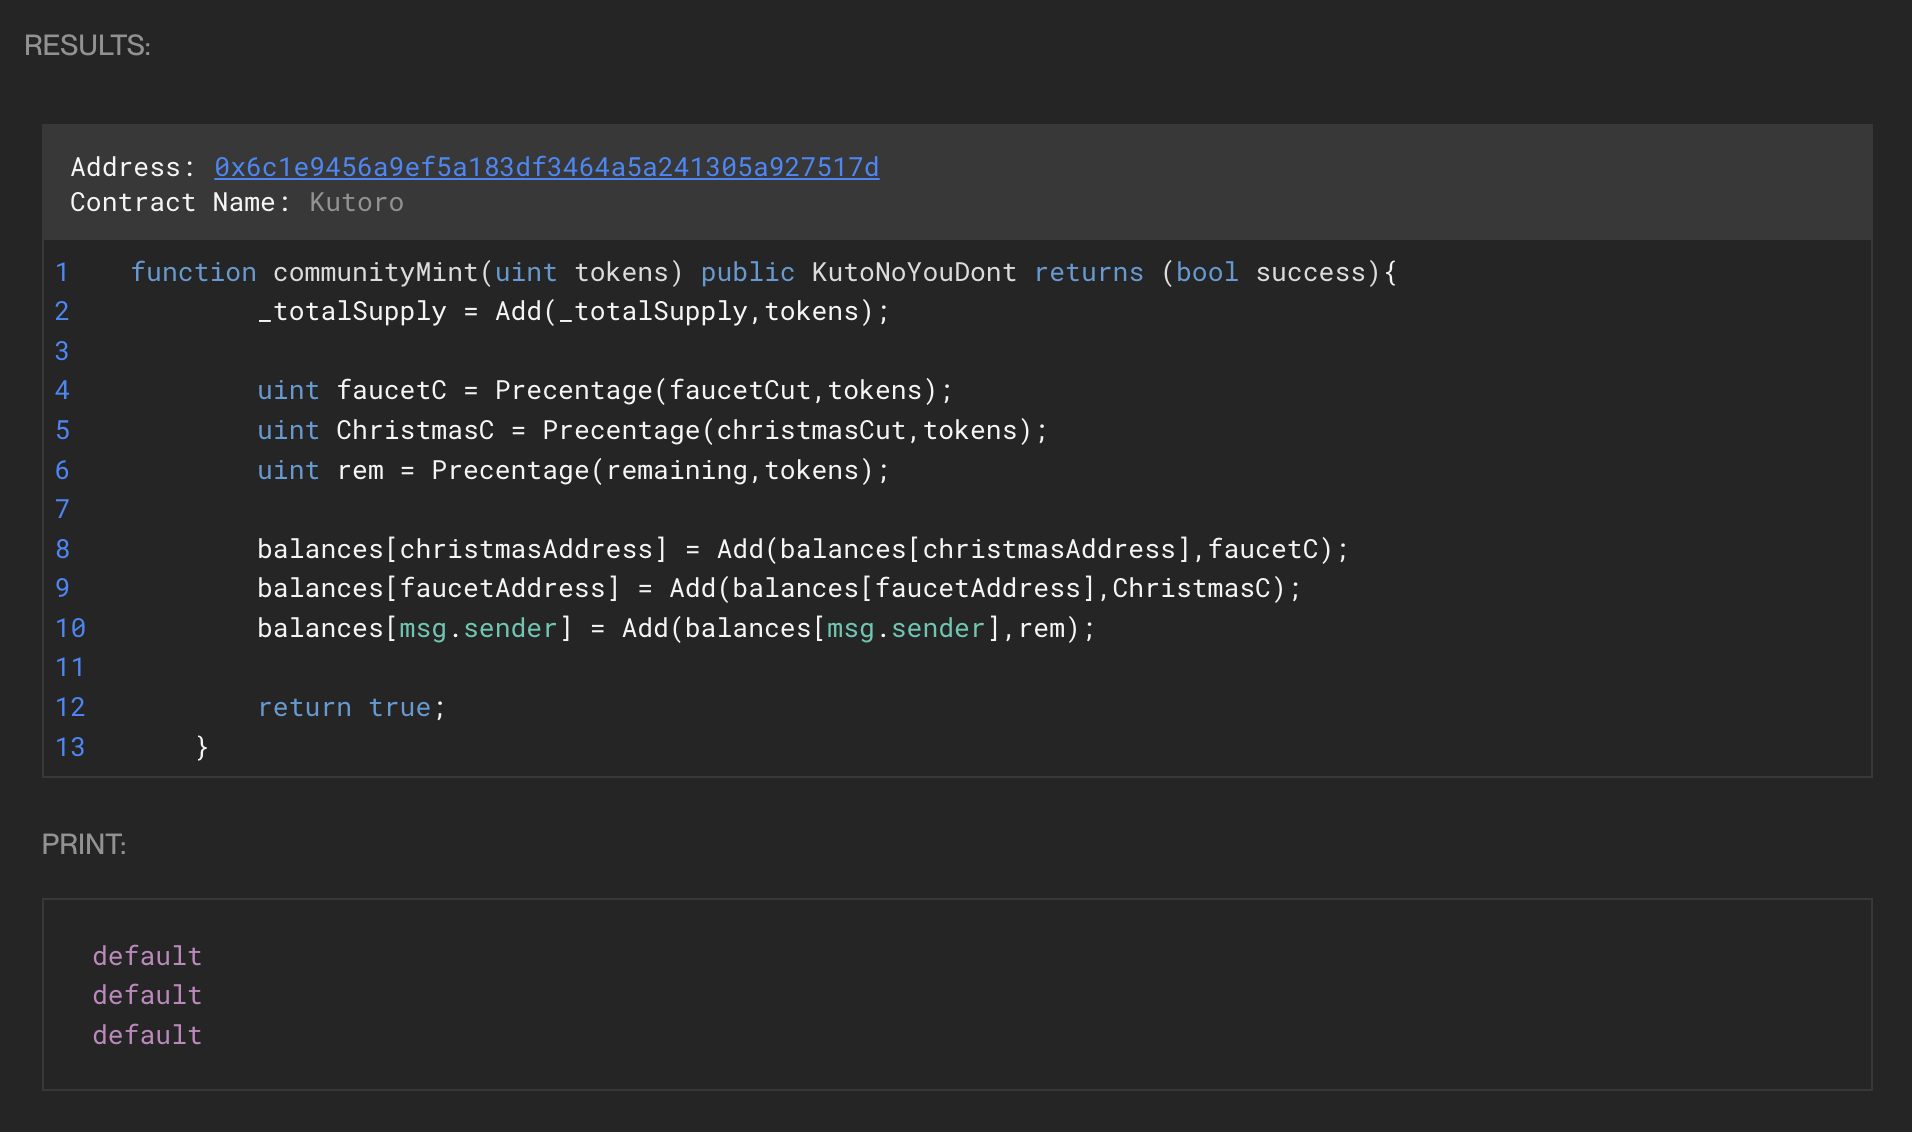 RESULTS:
Address: 0x6c1e9456a9ef5a183df3464a5a241305a927517d
Contract Name: Kutoro
1 function communityMint(uint tokens) public KutoNoYouDont returns (bool success){
2 _totalSupply = Add(_totalSupply,tokens);
3
4 uint faucetC = Precentage(faucetCut,tokens);
5 uint ChristmasC = Precentage(christmasCut,tokens);
6 uint rem = Precentage(remaining,tokens);
7
8 balances[christmasAddress] = Add(balances[christmasAddress],faucetC);
9 balances[faucetAddress] = Add(balances[faucetAddress],ChristmasC);
10 balances[msg.sender] = Add(balances[msg.sender],rem);
11
12 return true;
13 }
PRINT:
default
default
default